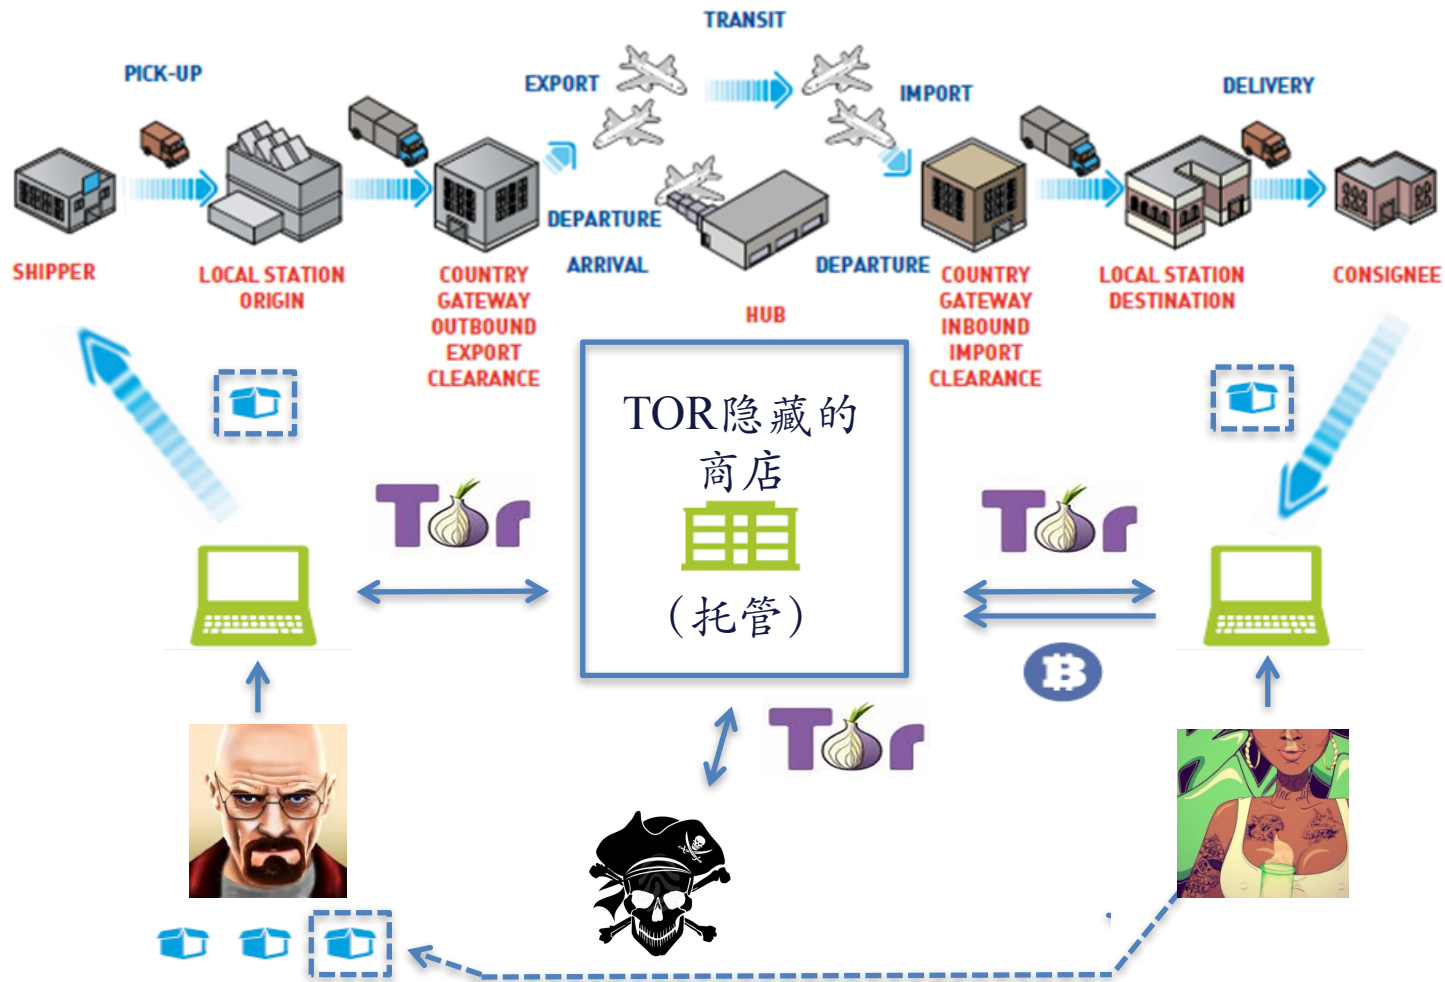 TRANSIT
PICK-UP
EXPORT
IMPORT
DELIVERY
DEPARTURE
ARRIVAL
DEPARTURE
SHIPPER
LOCAL STATION
ORIGIN
COUNTRY
GATEWAY
OUTBOUND
EXPORT
CLEARANCE
HUB
COUNTRY
GATEWAY
INBOUND
IMPORT
CLEARANCE
LOCAL STATION
DESTINATION
CONSIGNEE
TOR隐藏的
商店
（托管）
Tor
Tor
Tor